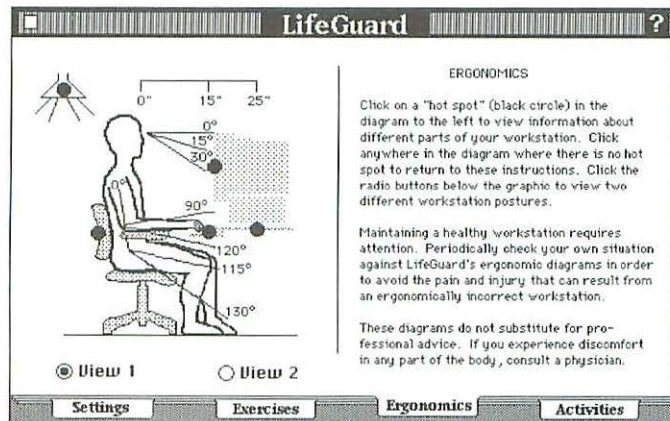 LifeGuard ?
0" 15" 25"
0°
15°
30°
0°
90°
120°
115°
130°
View 1 View 2
ERGONOMICS
Click on a "hot spot" (black circle) in the
diagram to the left to view information about
different parts of your workstation. Click
anywhere in the diagram where there is no hot
spot to return to these instructions. Click the
radio buttons below the graphic to view two
different workstation postures.
Maintaining a healthy workstation requires
attention. Periodically check your own situation
against LifeGuard's ergonomic diagrams in order
to avoid the pain and injury that can result from
an ergonomically incorrect workstation.
These diagrams do not substitute for pro-
fessional advice. If you experience discomfort
in any part of the body, consult a physician.
Settings Exercises Ergonomics Activities